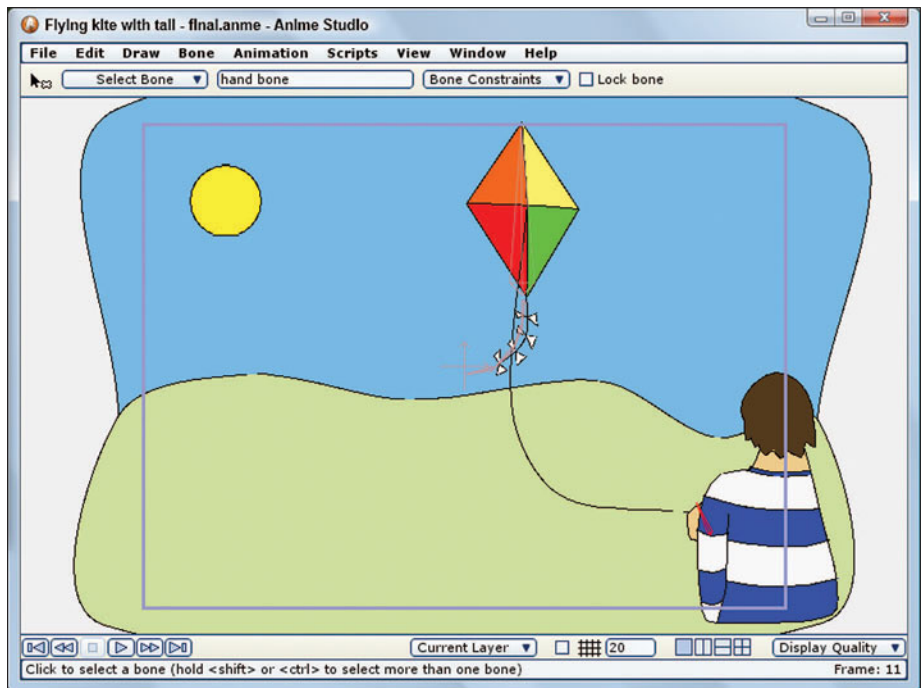 Flying kite with tail - final.anme - Anime Studio
File Edit Draw Bone Animation Scripts View Window Help
Select Bone hand bone Bone Constraints Lock bone
Current Layer 20 Display Quality
Click to select a bone (hold <shift> or <ctrl> to select more than one bone) Frame: 11